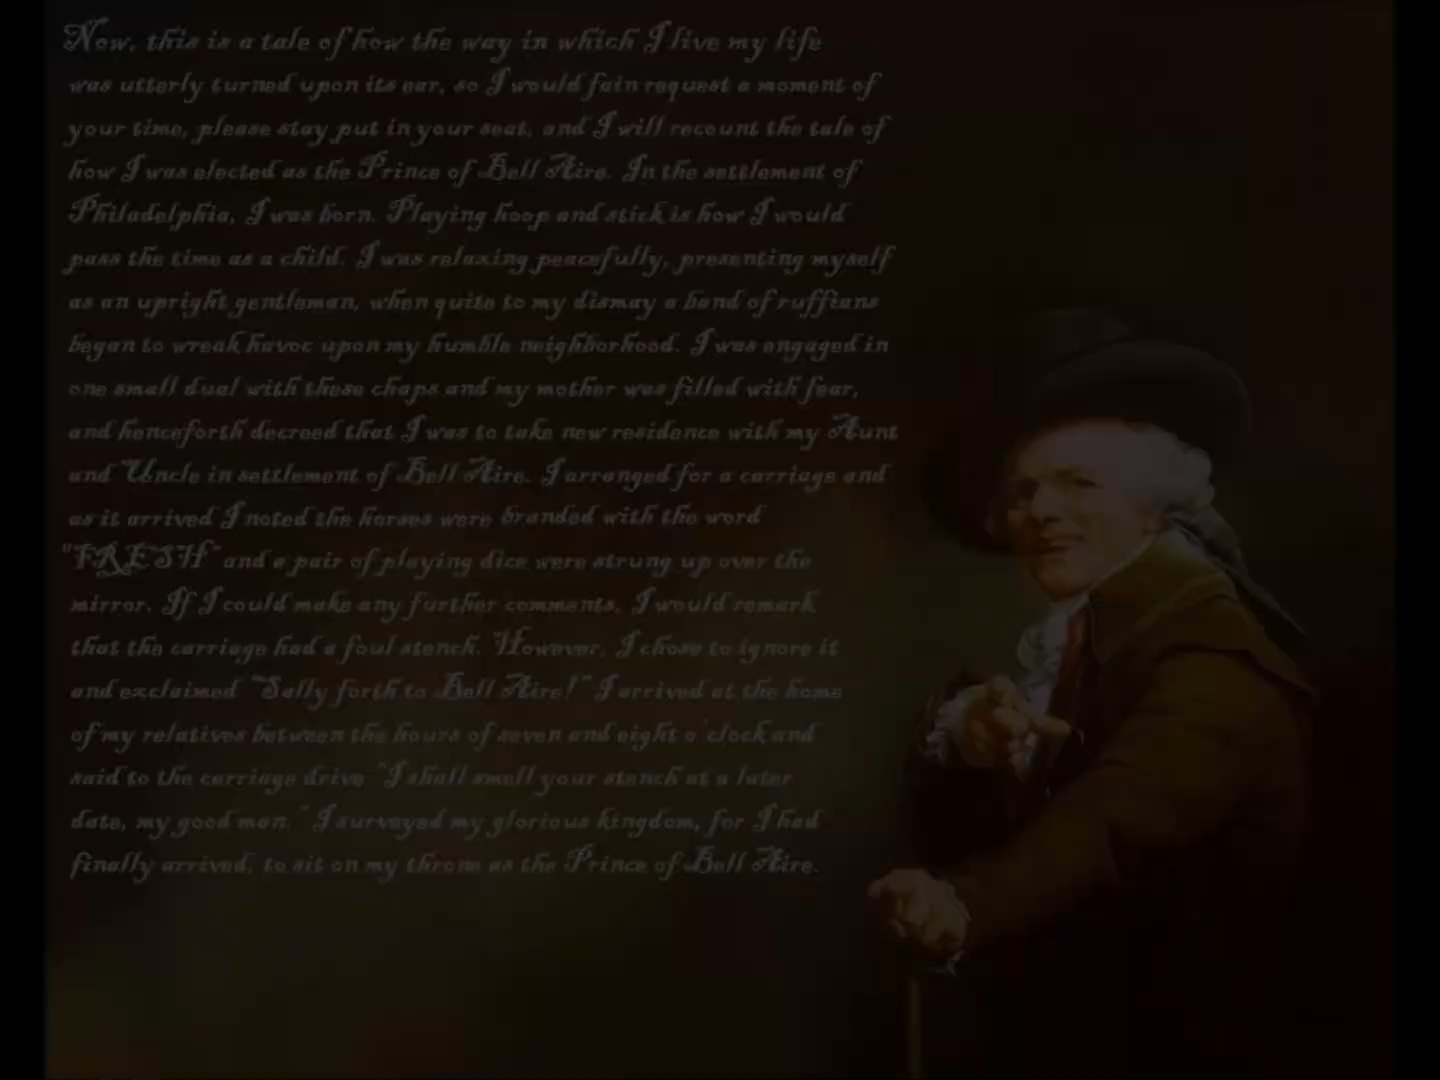 Now, this is a tale of how the way in which I live my life
was utterly turned upon its ear, so I would fain request a moment of
your time, please stay put in your seat, and I will recount the tale of
how I was elected as the Prince of Bell Aire. In the settlement of
Philadelphia, I was born. Playing hoop and stick is how I would
pass the time as a child. I was relaxing peacefully, presenting myself
as an upright gentleman, when quite to my dismay a band of ruffians
began to wreak havoc upon my humble neighborhood. I was engaged in
one small dual with these chaps and my mother was filled with fear,
and henceforth decreed that I was to take new residence with my Aunt
and Uncle in settlement of Bell Aire. I arranged for a carriage and
as it arrived I noted the horses were branded with the word
"FRESH" and a pair of playing dice were strung up over the
mirror. If I could make any further comments, I would remark
that the carriage had a foul stench. However, I chose to ignore it
and exclaimed "Sally forth to Bell Aire!" I arrived at the home
of my relatives between the hours of seven and eight o'clock and
said to the carriage drive "I shall smell your stench at a later
date, my good man." I surveyed my glorious kingdom, for I had
finally arrived, to sit on my throne as the Prince of Bell Aire.